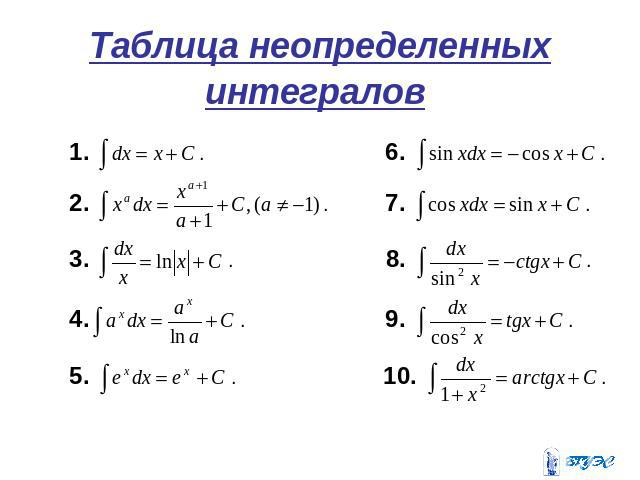 Таблица неопределенных
интегралов
1. ∫ dx = x + C .
2. ∫ x^a dx = x^(a+1)/(a+1) + C, (a ≠ −1) .
3. ∫ dx/x = ln|x| + C .
4. ∫ a^x dx = a^x/ln a + C .
5. ∫ e^x dx = e^x + C .
6. ∫ sin xdx = − cos x + C .
7. ∫ cos xdx = sin x + C .
8. ∫ dx/sin² x = −ctgx + C .
9. ∫ dx/cos² x = tgx + C .
10. ∫ dx/(1 + x²) = arctgx + C .